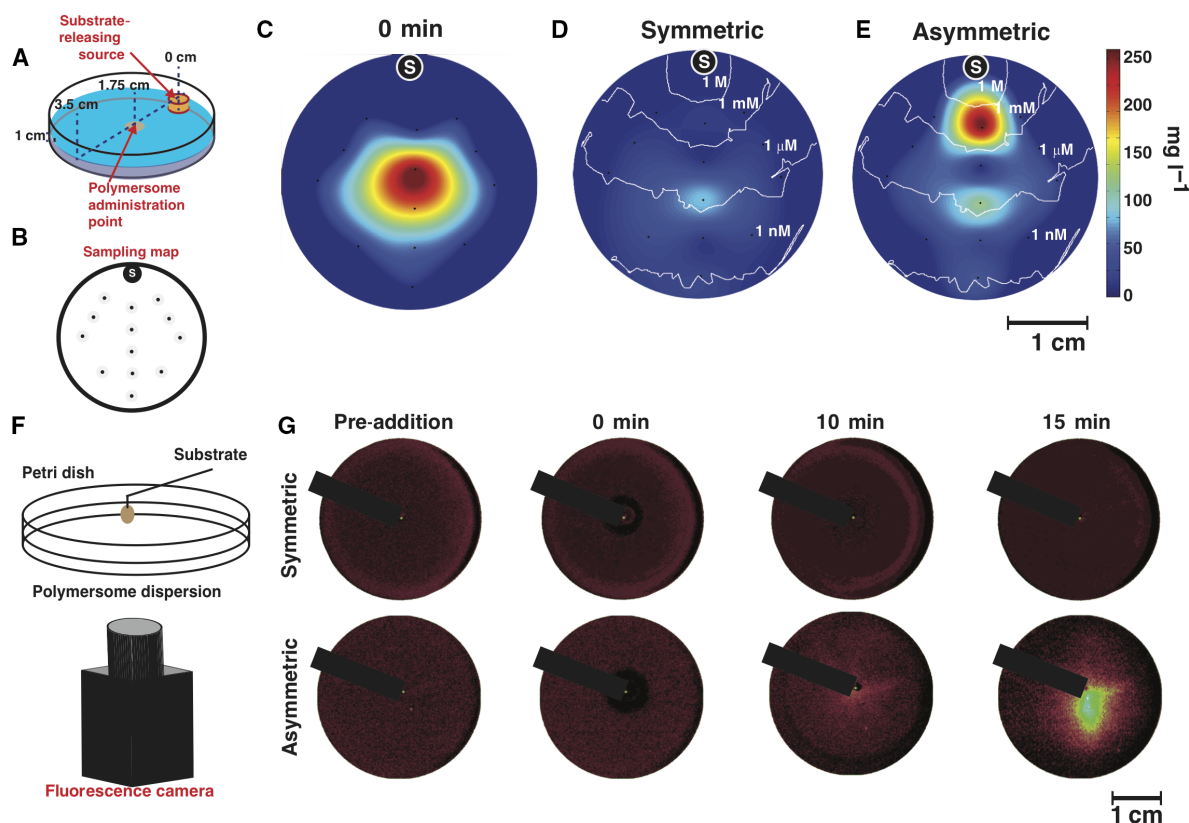 A
Substrate-
releasing
source
0 cm
1.75 cm
3.5 cm
1 cm
Polymersome
administration
point
B
Sampling map
S
C
0 min
S
D
Symmetric
S
1 M
1 mM
1 μM
1 nM
E
Asymmetric
S
1 M
1 mM
1 μM
1 nM
250
200
150
100
50
0
mg l–1
1 cm
F
Petri dish
Substrate
Polymersome dispersion
Fluorescence camera
G
Pre-addition
0 min
10 min
15 min
Symmetric
Asymmetric
1 cm